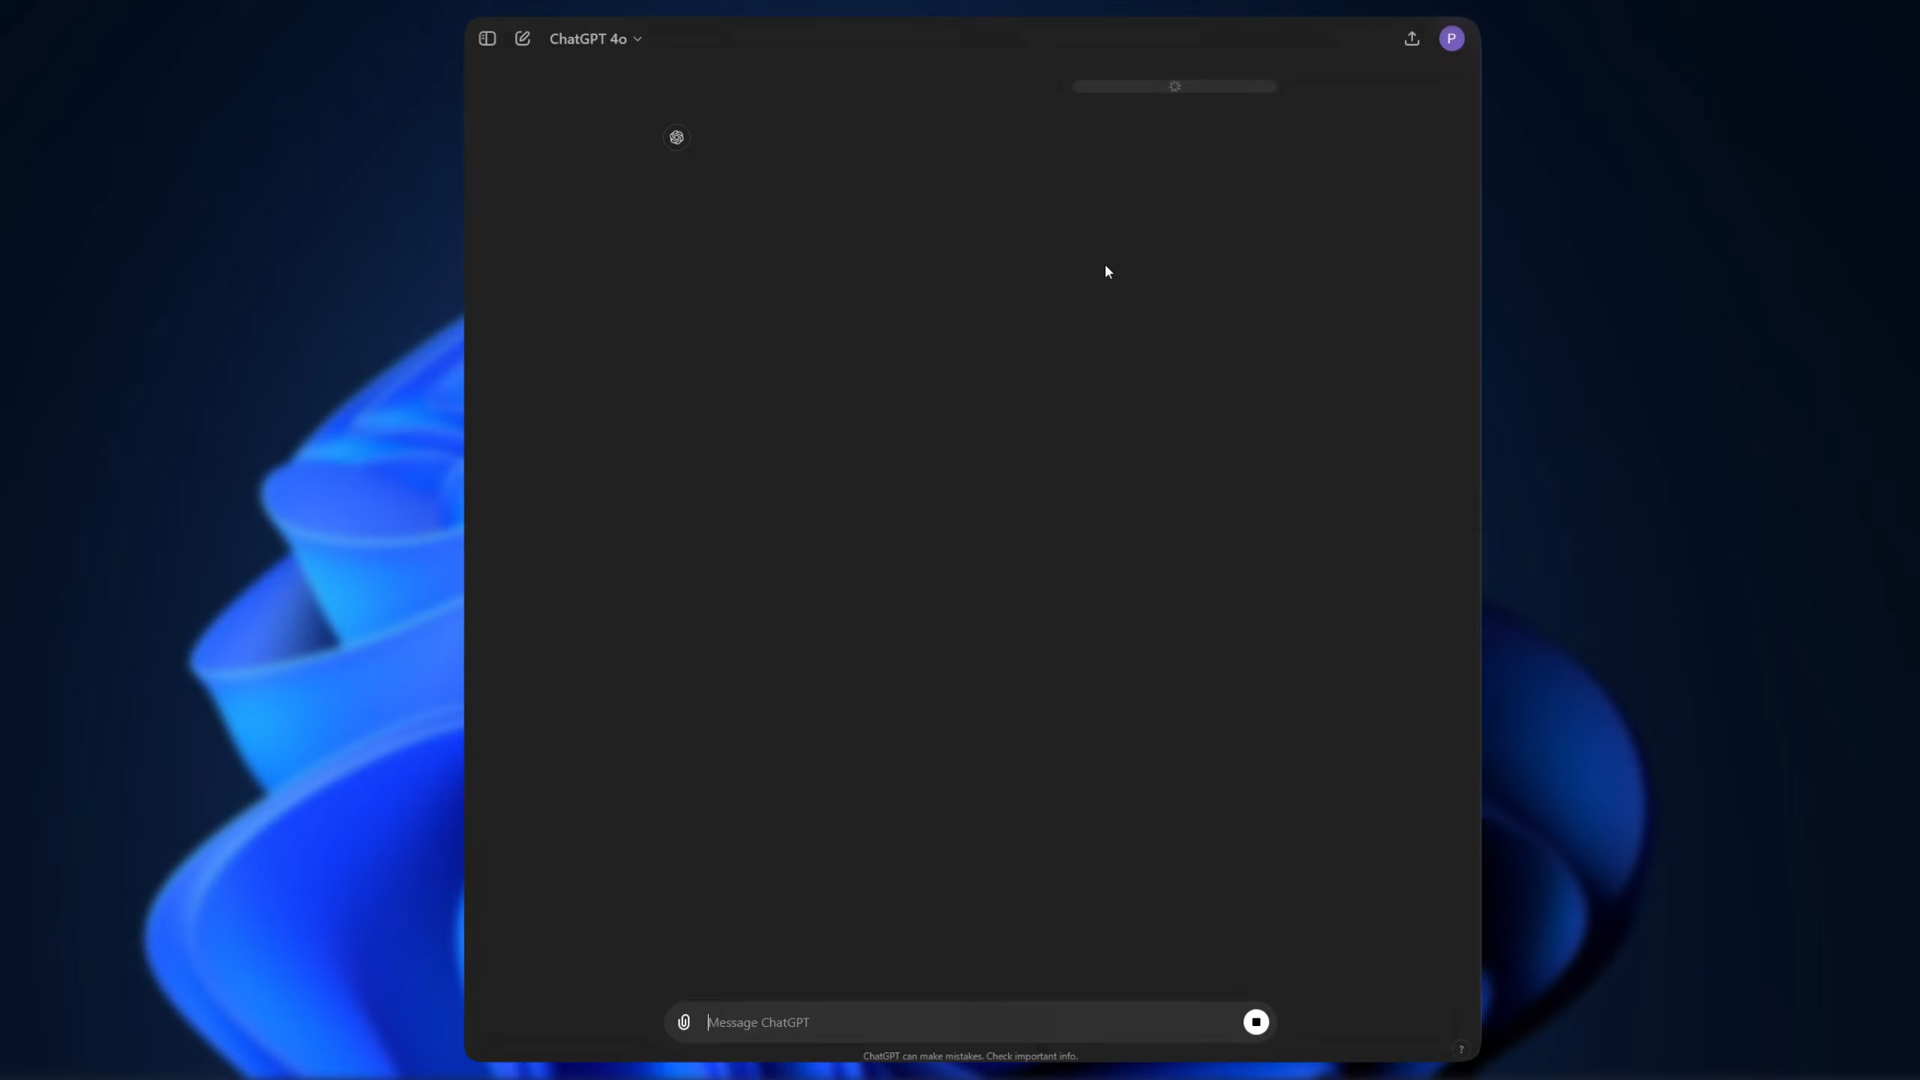 ChatGPT 4o
P
Message ChatGPT
ChatGPT can make mistakes. Check important info.
?